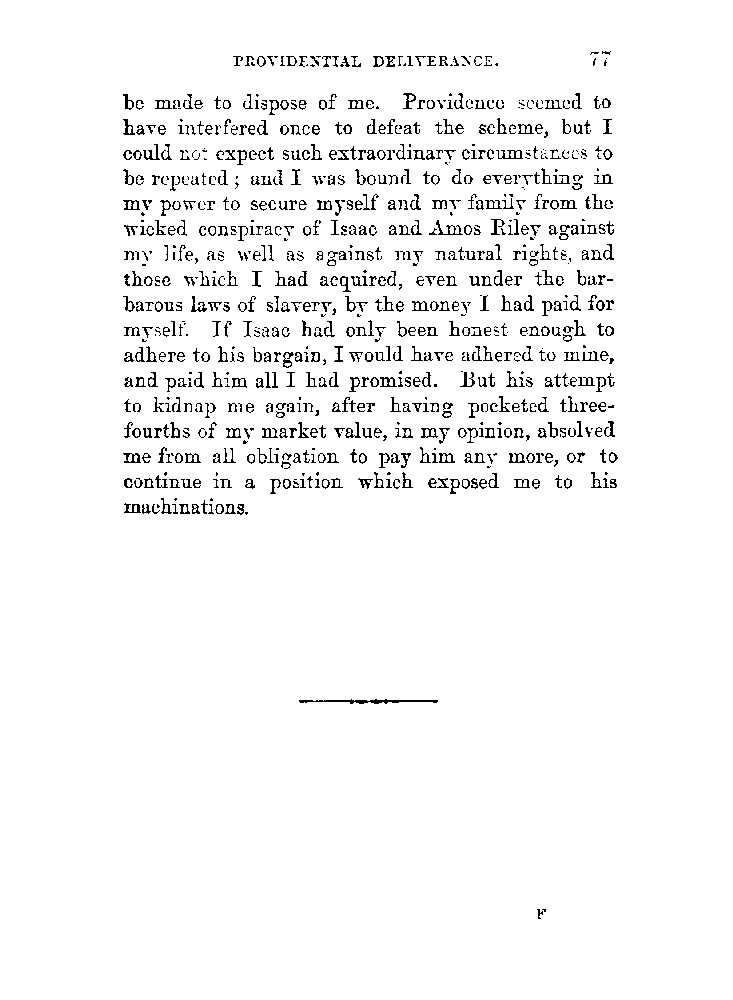 PROVIDENTIAL DELIVERANCE. 77
be made to dispose of me. Providence seemed to
have interfered once to defeat the scheme, but I
could not expect such extraordinary circumstances to
be repeated; and I was bound to do everything in
my power to secure myself and my family from the
wicked conspiracy of Isaac and Amos Riley against
my life, as well as against my natural rights, and
those which I had acquired, even under the bar-
barous laws of slavery, by the money I had paid for
myself. If Isaac had only been honest enough to
adhere to his bargain, I would have adhered to mine,
and paid him all I had promised. But his attempt
to kidnap me again, after having pocketed three-
fourths of my market value, in my opinion, absolved
me from all obligation to pay him any more, or to
continue in a position which exposed me to his
machinations.
F